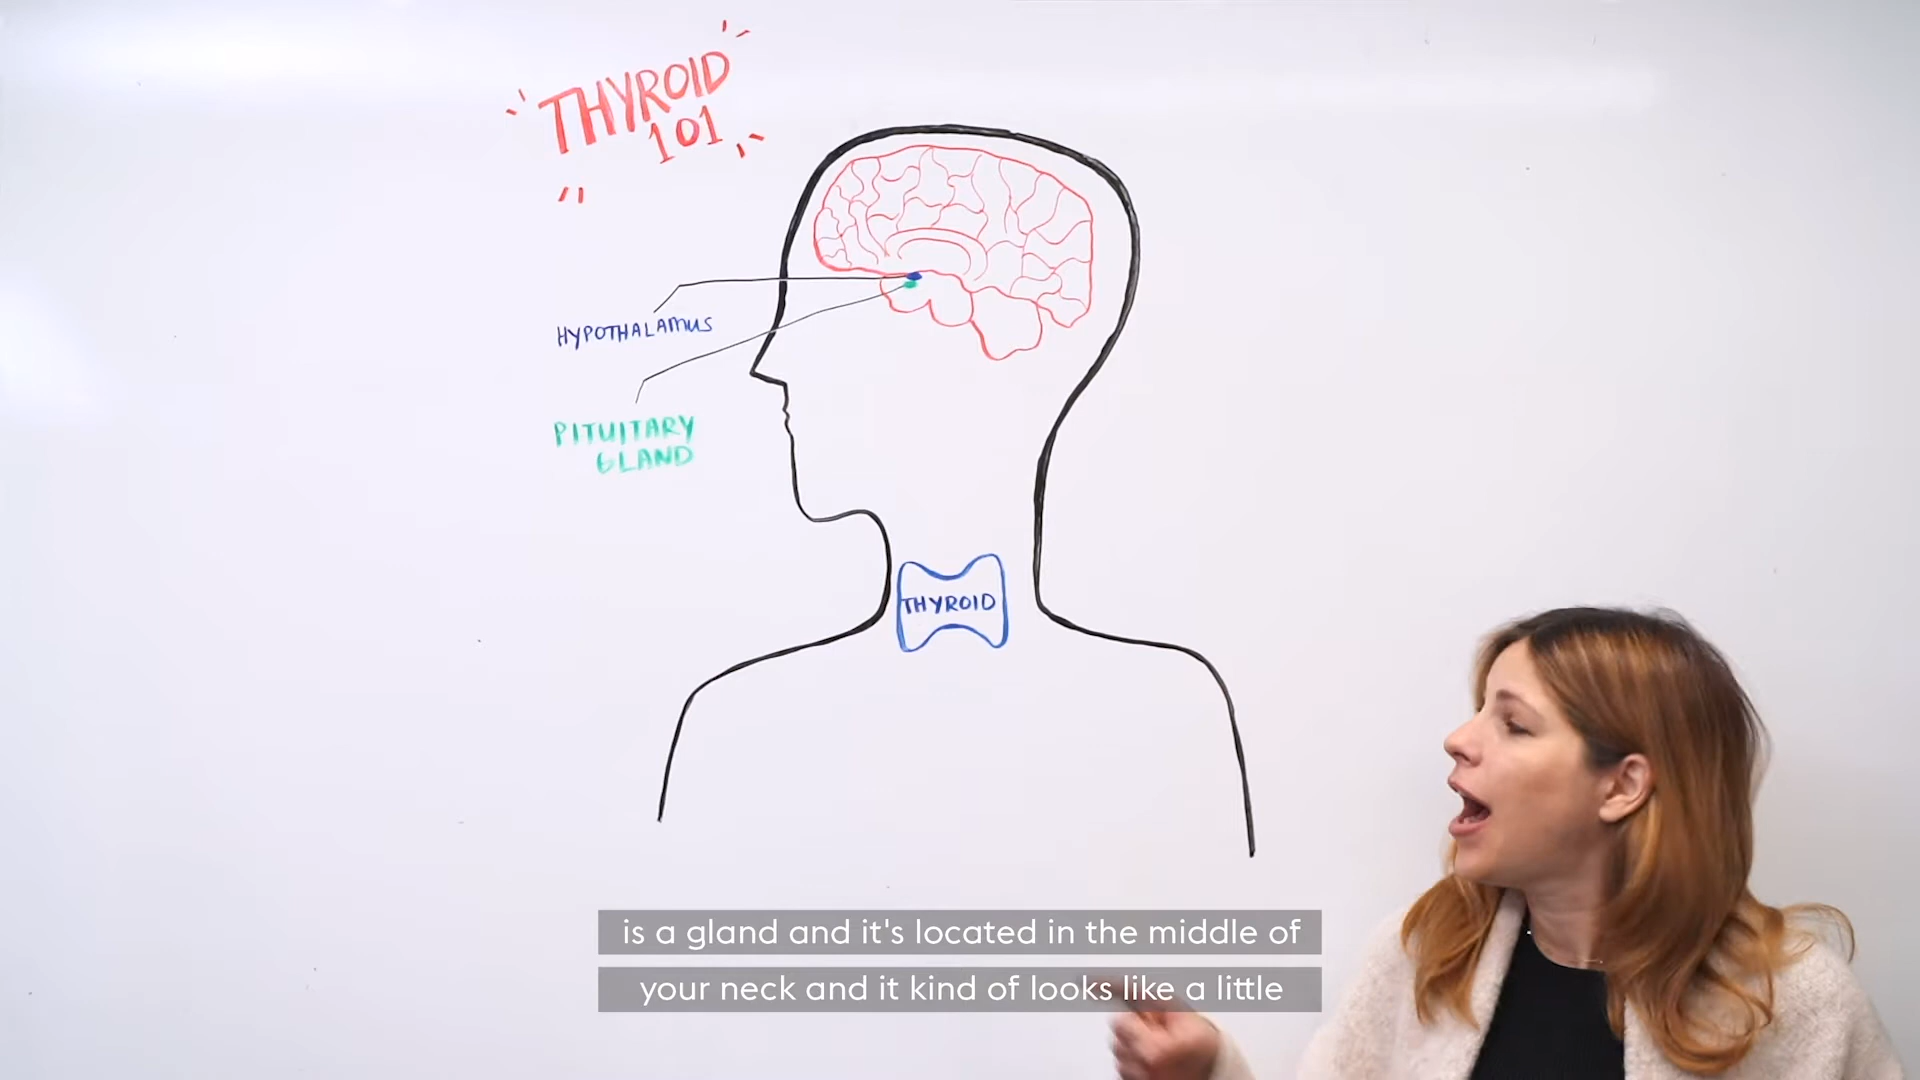 THYROID
101
HYPOTHALAMUS
PITUITARY
GLAND
THYROID
is a gland and it's located in the middle of
your neck and it kind of looks like a little